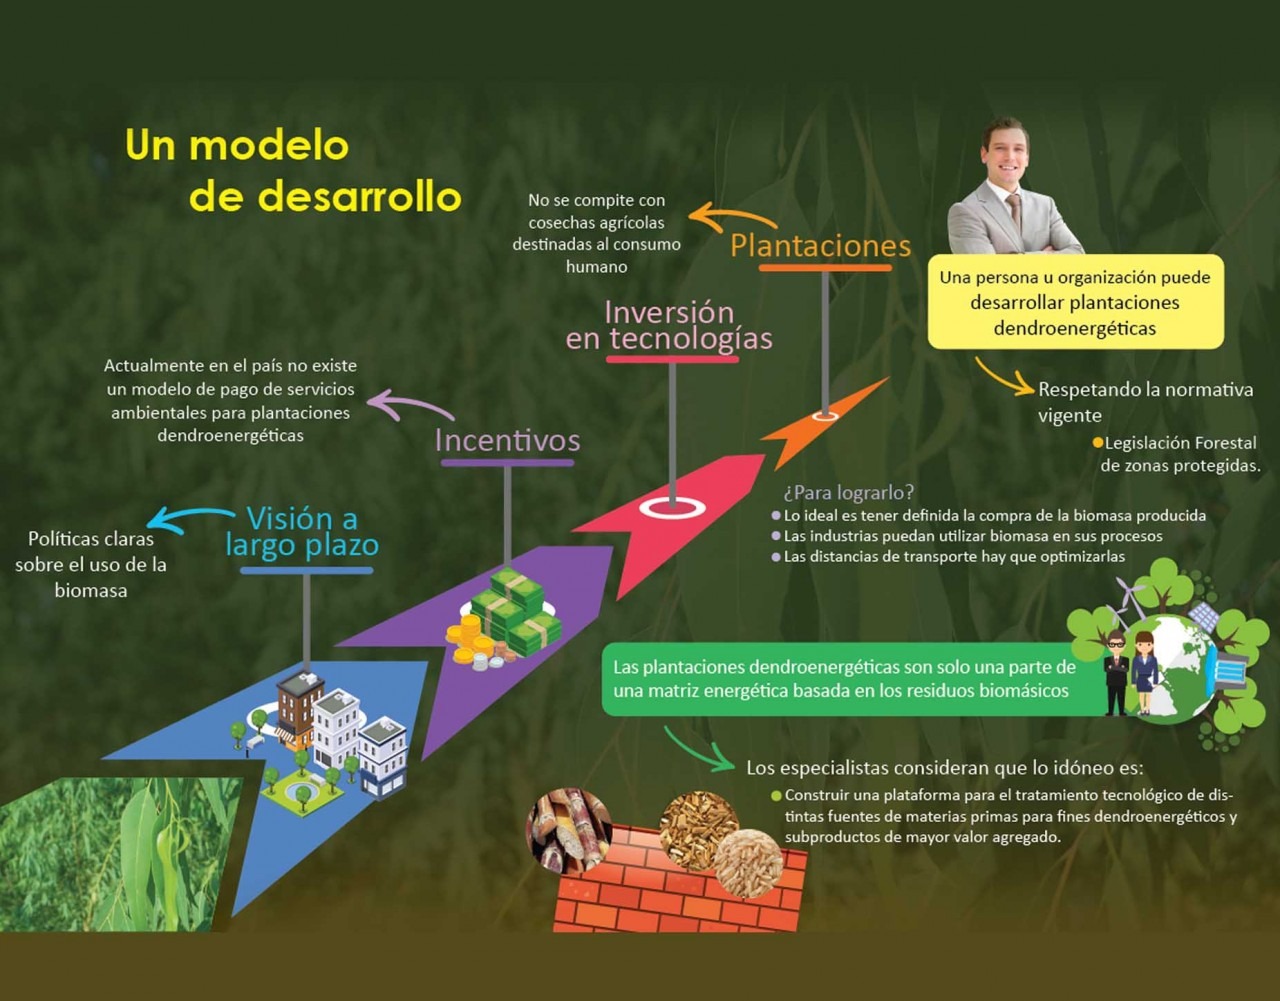 Un modelo
de desarrollo
No se compite con
cosechas agrícolas
destinadas al consumo
humano
Plantaciones
Inversión
en tecnologías
Actualmente en el país no existe
un modelo de pago de servicios
ambientales para plantaciones
dendroenergéticas
Incentivos
Políticas claras
sobre el uso de la
biomasa
Visión a
largo plazo
Una persona u organización puede
desarrollar plantaciones
dendroenergéticas
Respetando la normativa
vigente
Legislación Forestal
de zonas protegidas.
¿Para lograrlo?
Lo ideal es tener definida la compra de la biomasa producida
Las industrias puedan utilizar biomasa en sus procesos
Las distancias de transporte hay que optimizarlas
Las plantaciones dendroenergéticas son solo una parte de
una matriz energética basada en los residuos biomásicos
Los especialistas consideran que lo idóneo es:
Construir una plataforma para el tratamiento tecnológico de dis-
tintas fuentes de materias primas para fines dendroenergéticos y
subproductos de mayor valor agregado.